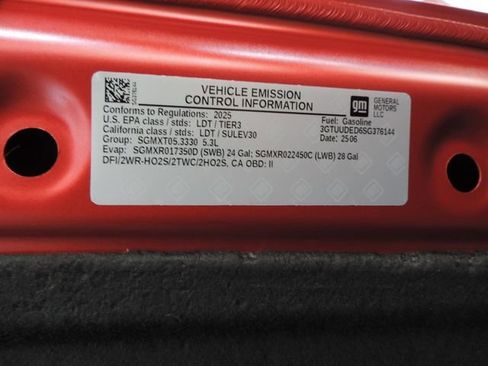 VEHICLE EMISSION
CONTROL INFORMATION
gm GENERAL
MOTORS LLC
Conforms to Regulations: 2025
Fuel: Gasoline
U.S. EPA class / stds: LDT / TIER3
3GTUUDED6SG376144
California class / stds: LDT / SULEV30
Date: 25 06
Group: SGMXT05.3330 5.3L
Evap: SGMXR017350D (SWB) 24 Gal; SGMXR022450C (LWB) 28 Gal
DFI/2WR-HO2S/2TWC/2HO2S, CA OBD: II